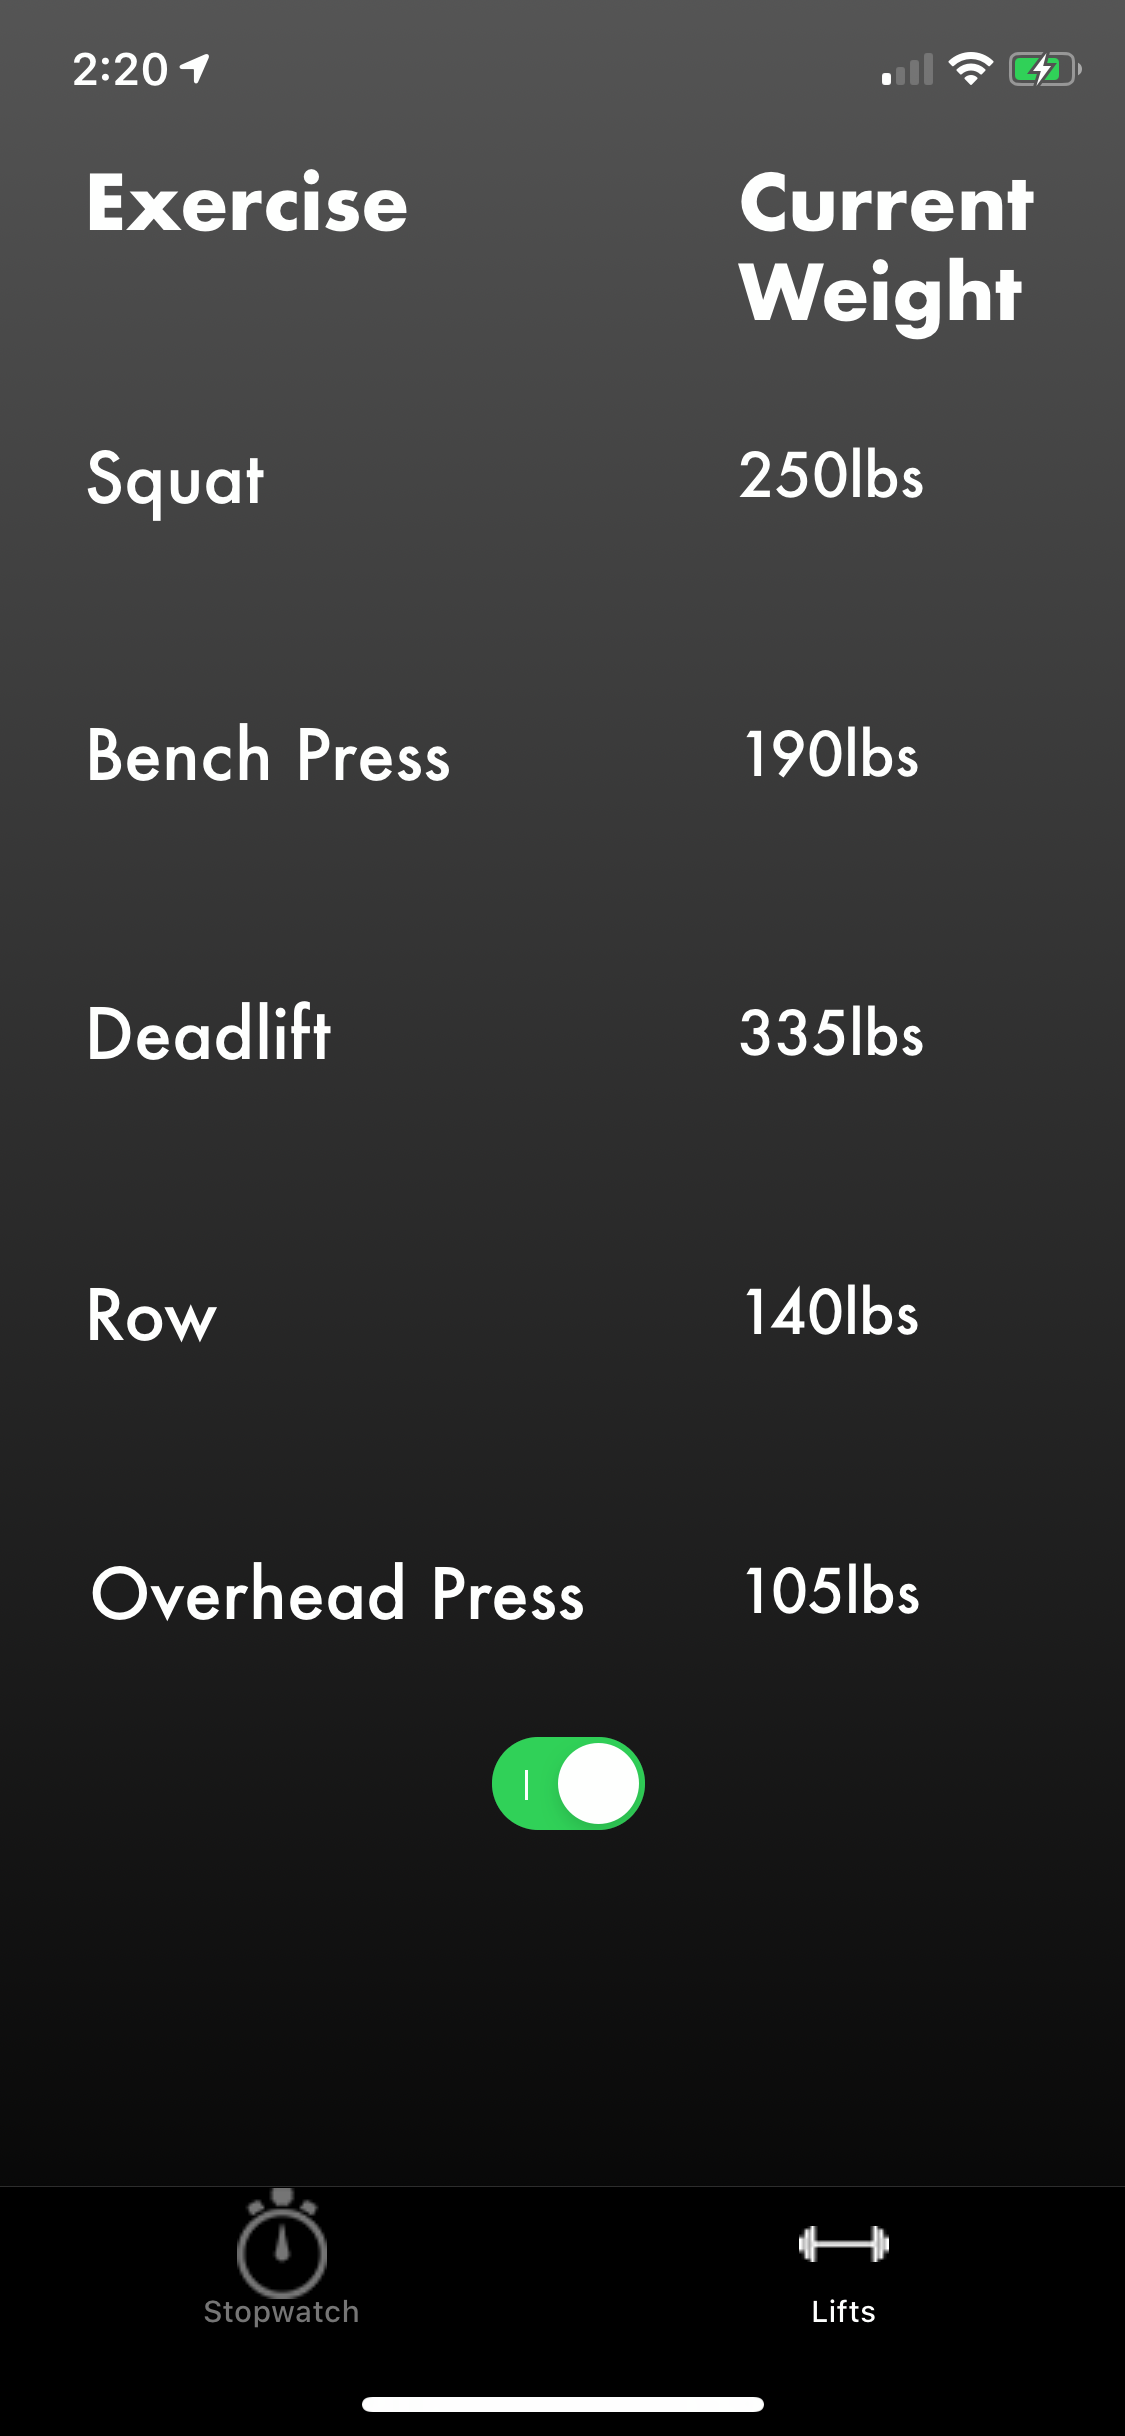 2:20
Exercise Current
Weight
Squat 250lbs
Bench Press 190lbs
Deadlift 335lbs
Row 140lbs
Overhead Press 105lbs
Stopwatch Lifts